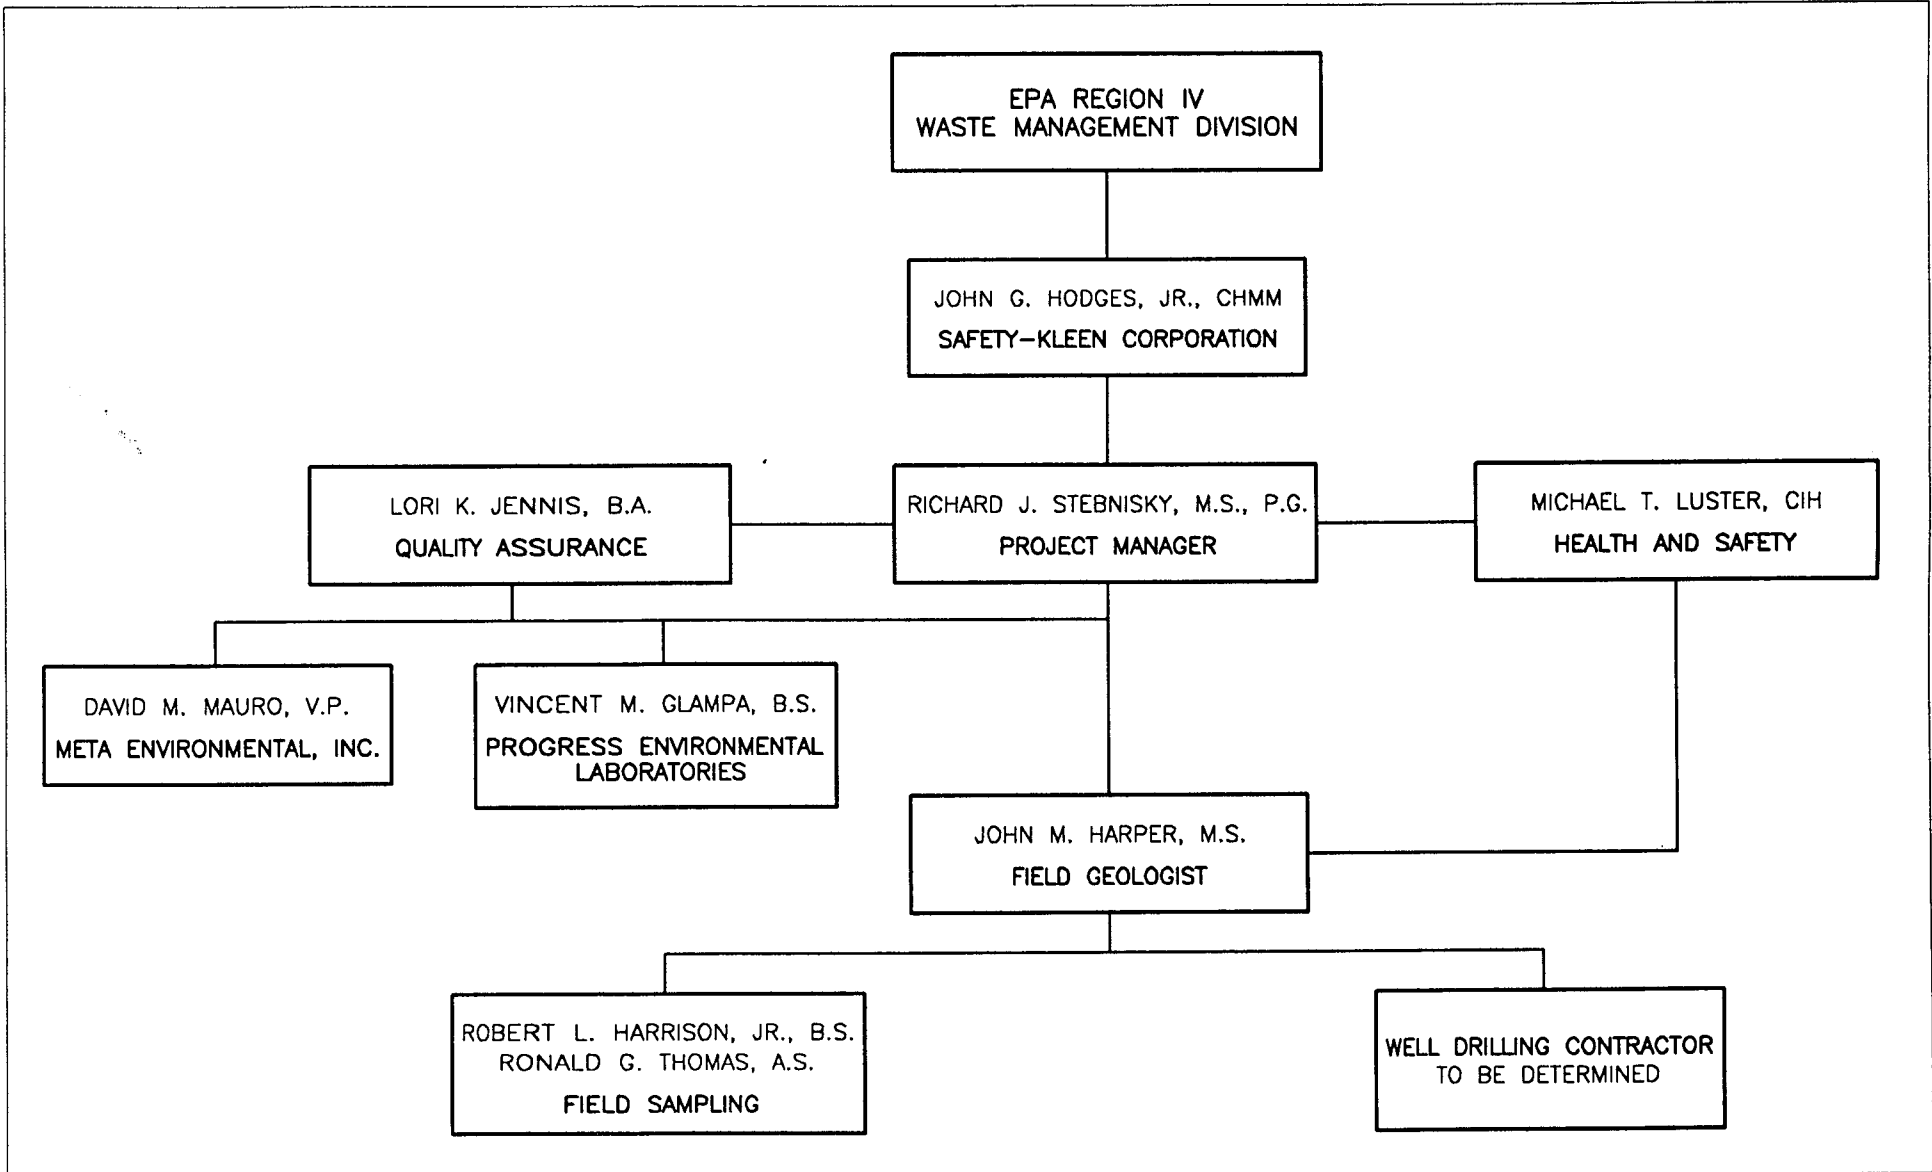 EPA REGION IV
WASTE MANAGEMENT DIVISION
JOHN G. HODGES, JR., CHMM
SAFETY-KLEEN CORPORATION
LORI K. JENNIS, B.A.
QUALITY ASSURANCE
RICHARD J. STEBNISKY, M.S., P.G.
PROJECT MANAGER
MICHAEL T. LUSTER, CIH
HEALTH AND SAFETY
DAVID M. MAURO, V.P.
META ENVIRONMENTAL, INC.
VINCENT M. GLAMPA, B.S.
PROGRESS ENVIRONMENTAL
LABORATORIES
JOHN M. HARPER, M.S.
FIELD GEOLOGIST
ROBERT L. HARRISON, JR., B.S.
RONALD G. THOMAS, A.S.
FIELD SAMPLING
WELL DRILLING CONTRACTOR
TO BE DETERMINED